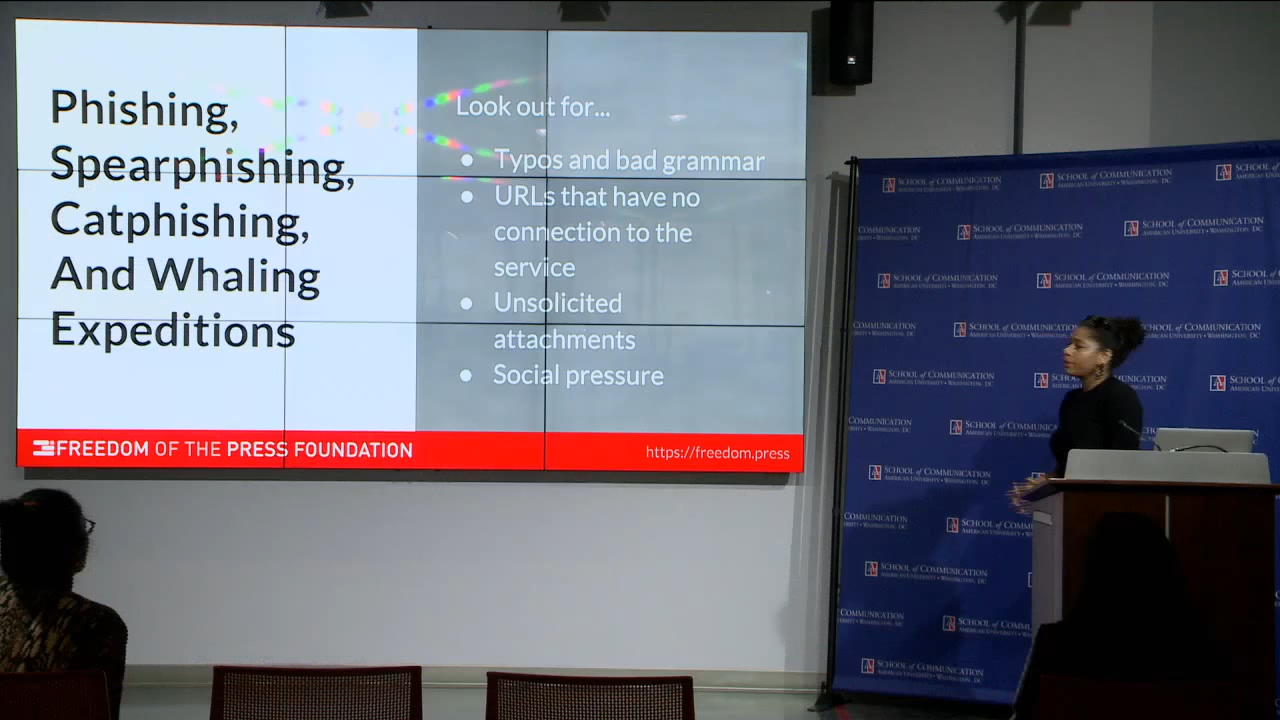 Phishing,
Spearphishing,
Catphishing,
And Whaling
Expeditions
Look out for...
● Typos and bad grammar
● URLs that have no
connection to the
service
● Unsolicited
attachments
● Social pressure
FREEDOM OF THE PRESS FOUNDATION
https://freedom.press
SCHOOL of COMMUNICATION
AMERICAN UNIVERSITY • WASHINGTON, DC